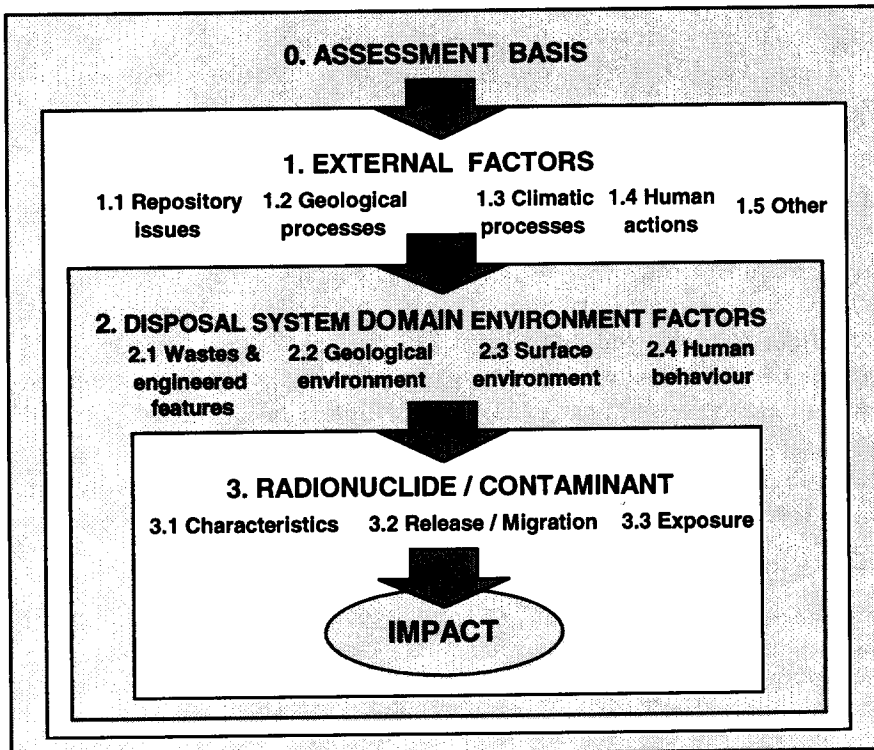 0. ASSESSMENT BASIS
1. EXTERNAL FACTORS
1.1 Repository issues
1.2 Geological processes
1.3 Climatic processes
1.4 Human actions
1.5 Other
2. DISPOSAL SYSTEM DOMAIN ENVIRONMENT FACTORS
2.1 Wastes & engineered features
2.2 Geological environment
2.3 Surface environment
2.4 Human behaviour
3. RADIONUCLIDE / CONTAMINANT
3.1 Characteristics
3.2 Release / Migration
3.3 Exposure
IMPACT